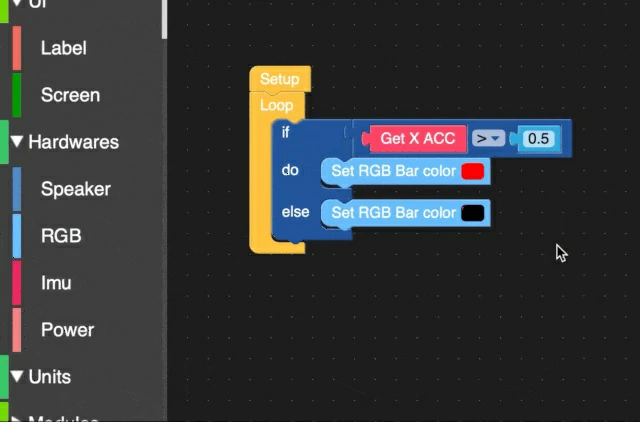 UI
Label
Screen
Hardwares
Speaker
RGB
Imu
Power
Units
Modules
Setup
Loop
if Get X ACC > 0.5
do Set RGB Bar color
else Set RGB Bar color